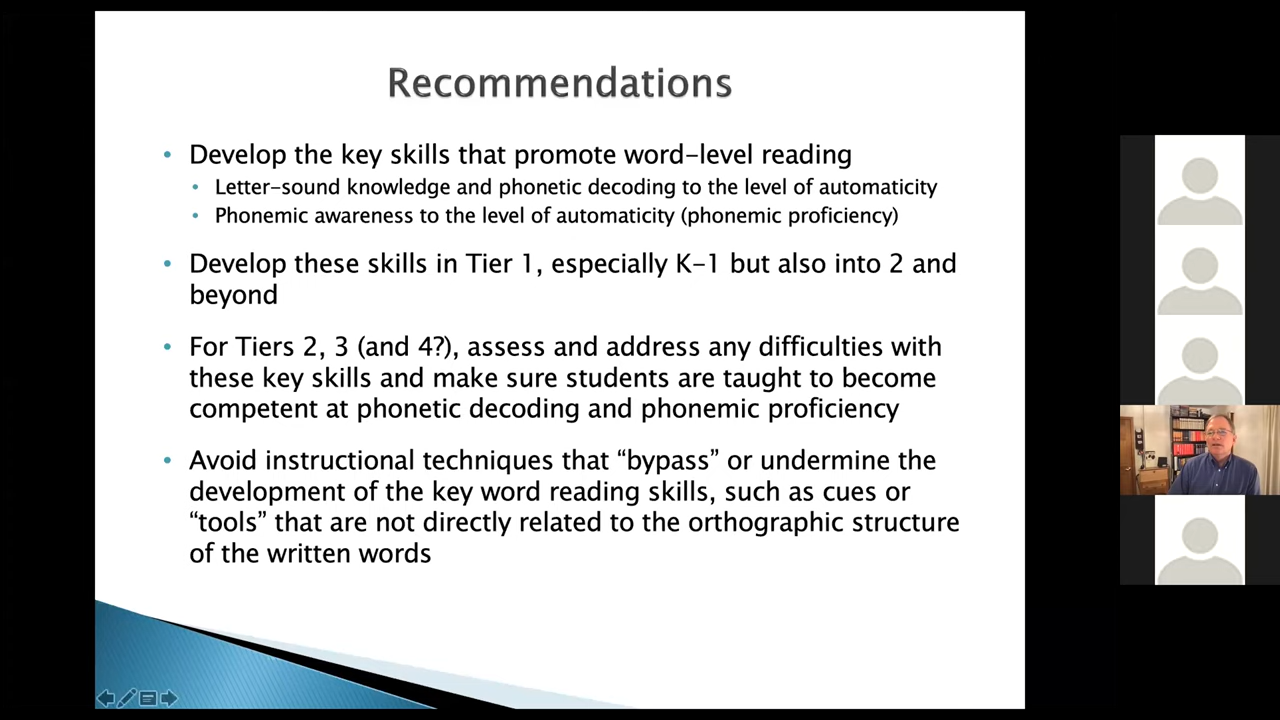 Recommendations
Develop the key skills that promote word-level reading
Letter-sound knowledge and phonetic decoding to the level of automaticity
Phonemic awareness to the level of automaticity (phonemic proficiency)
Develop these skills in Tier 1, especially K-1 but also into 2 and
beyond
For Tiers 2, 3 (and 4?), assess and address any difficulties with
these key skills and make sure students are taught to become
competent at phonetic decoding and phonemic proficiency
Avoid instructional techniques that “bypass” or undermine the
development of the key word reading skills, such as cues or
“tools” that are not directly related to the orthographic structure
of the written words